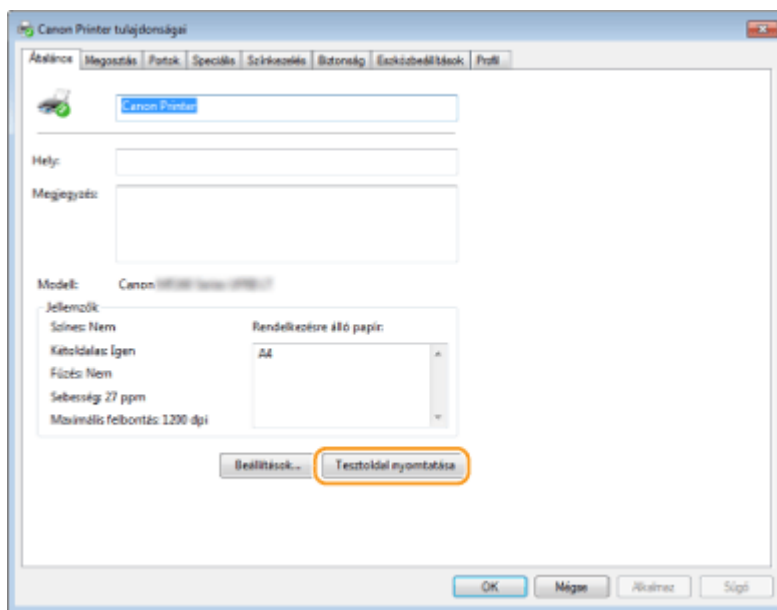 Canon Printer tulajdonságai
Általános Megosztás Portok Speciális Színkezelés Biztonság Eszközbeállítások Profil
Canon Printer
Hely:
Megjegyzés:
Modell: Canon
Jellemzők
Színes: Nem
Rendelkezésre álló papír:
Kétoldalas: Igen
A4
Fűzés: Nem
Sebesség: 27 ppm
Maximális felbontás: 1200 dpi
Beállítások... Tesztoldal nyomtatása
OK Mégse Alkalmaz Súgó